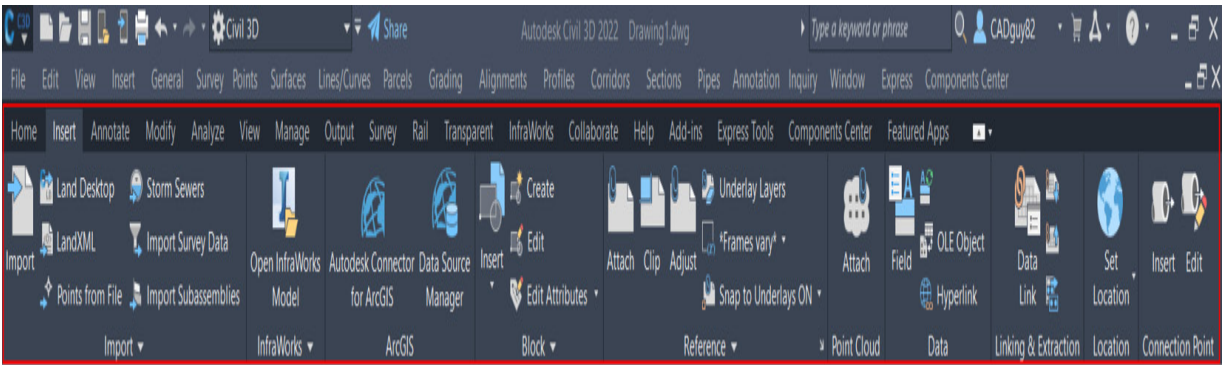 C3D Civil 3D Share Autodesk Civil 3D 2022 Drawing1.dwg Type a keyword or phrase CADguy82
File Edit View Insert General Survey Points Surfaces Lines/Curves Parcels Grading Alignments Profiles Corridors Sections Pipes Annotation Inquiry Window Express Components Center
Home Insert Annotate Modify Analyze View Manage Output Survey Rail Transparent InfraWorks Collaborate Help Add-ins Express Tools Components Center Featured Apps
Import
Land Desktop
LandXML
Points from File
Storm Sewers
Import Survey Data
Import Subassemblies
Open InfraWorks
Model
Autodesk Connector
for ArcGIS
Data Source
Manager
Insert
Create
Edit
Edit Attributes
Attach Clip Adjust
Underlay Layers
*Frames vary*
Snap to Underlays ON
Attach
Field
OLE Object
Hyperlink
Data
Link
Set
Location
Insert Edit
Import InfraWorks ArcGIS Block Reference Point Cloud Data Linking & Extraction Location Connection Point